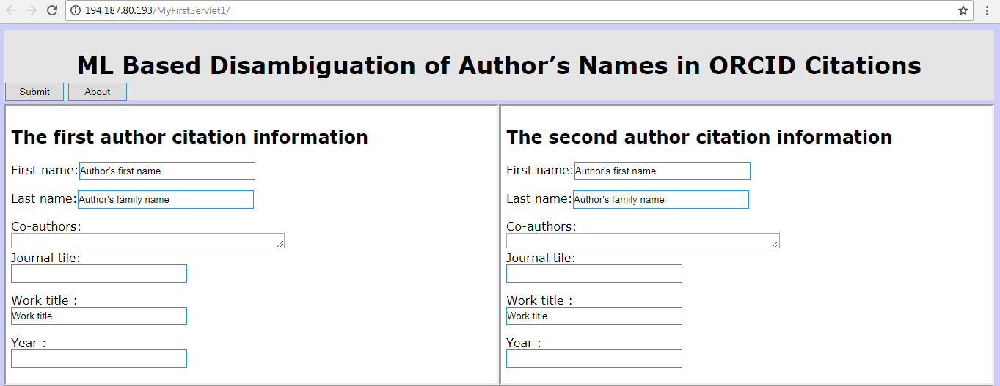 194.187.80.193/MyFirstServlet1/
ML Based Disambiguation of Author’s Names in ORCID Citations
Submit About
The first author citation information
First name: Author's first name
Last name: Author's family name
Co-authors:
Journal tile:
Work title :
Work title
Year :
The second author citation information
First name: Author's first name
Last name: Author's family name
Co-authors:
Journal tile:
Work title :
Work title
Year :